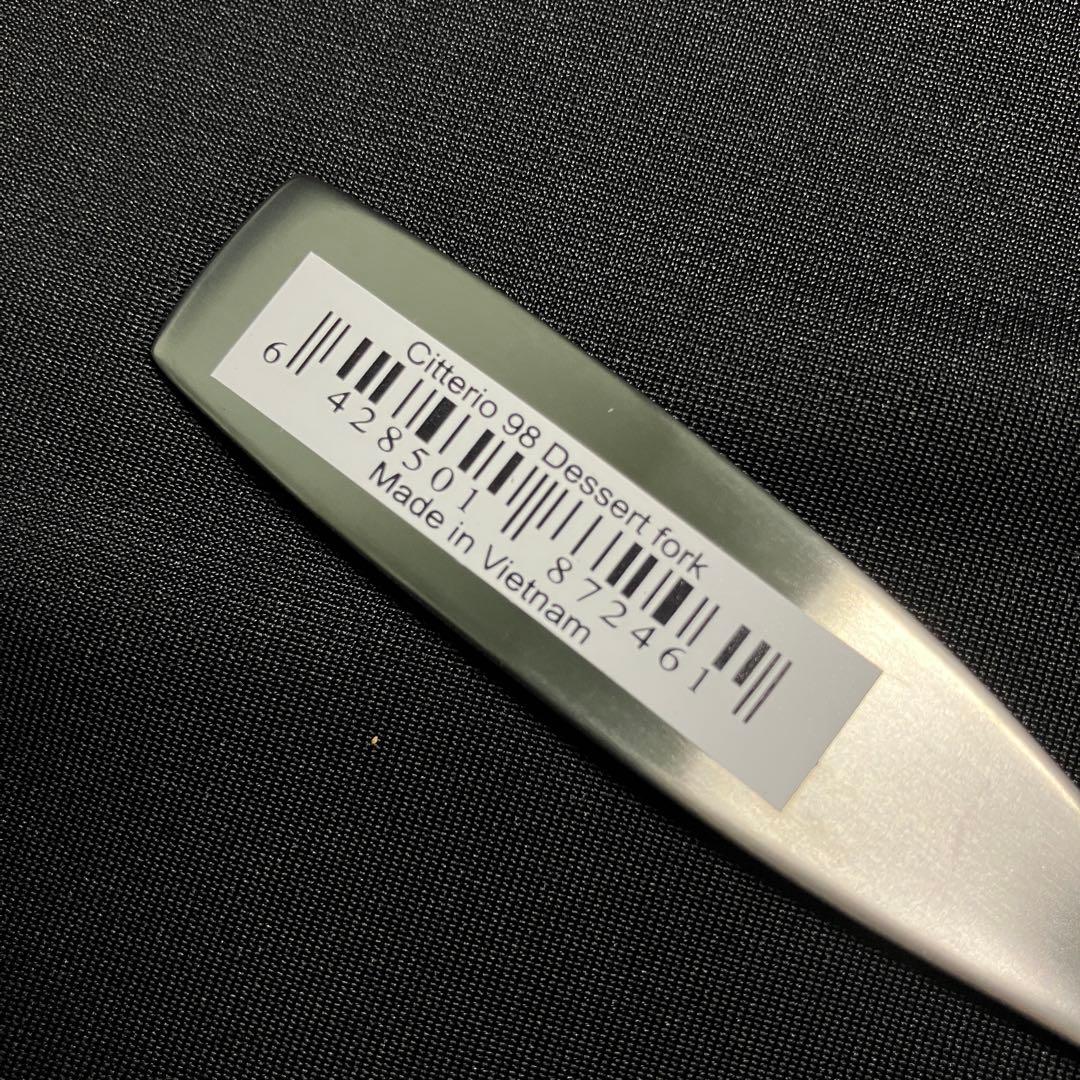 Citterio 98 Dessert fork
6 428501 872461
Made in Vietnam